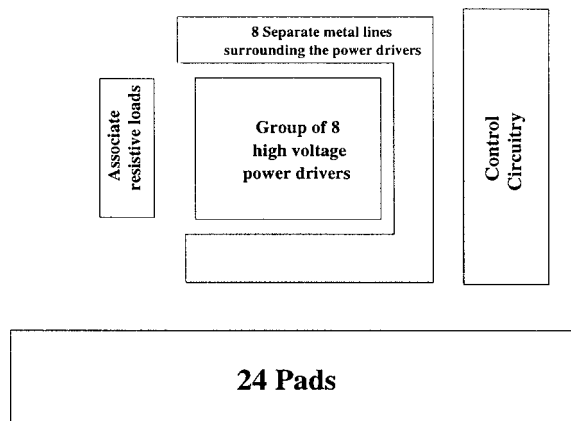 8 Separate metal lines
surrounding the power drivers
Associate
resistive loads
Group of 8
high voltage
power drivers
Control
Circuitry
24 Pads